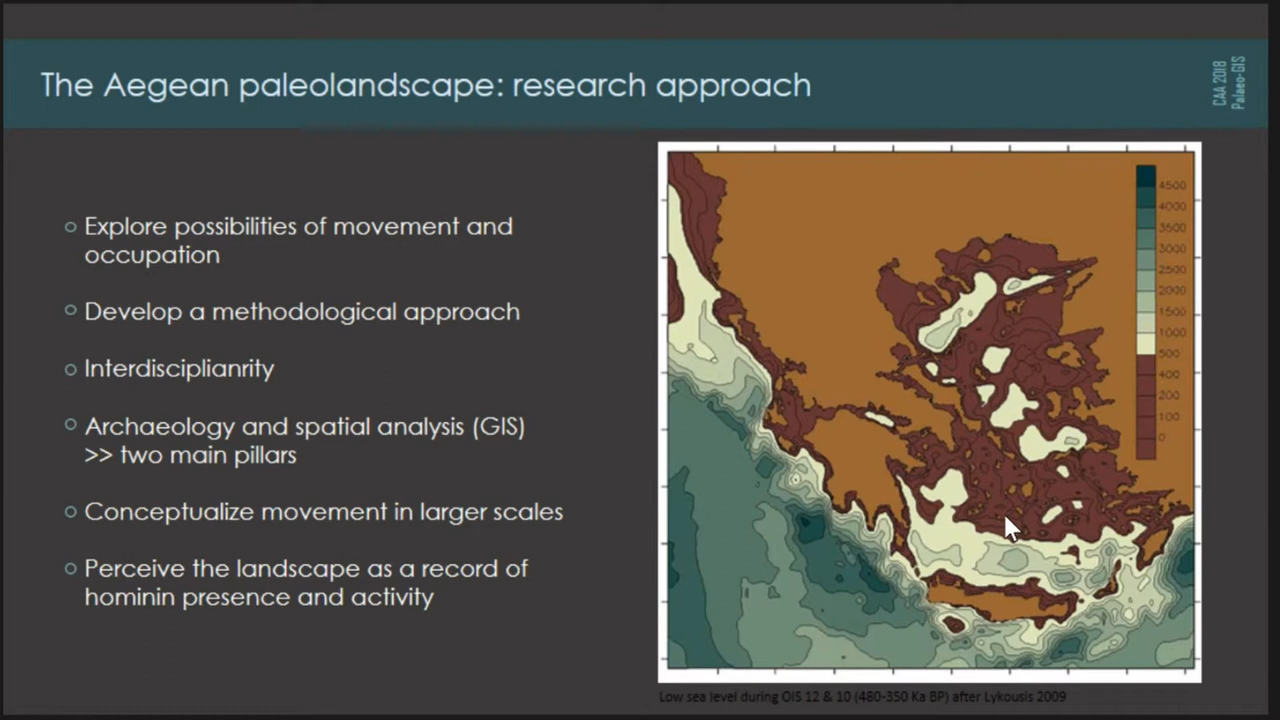 The Aegean paleolandscape: research approach
CAA 2018
Palaeo-GIS
○ Explore possibilities of movement and
occupation
○ Develop a methodological approach
○ Interdisciplianrity
○ Archaeology and spatial analysis (GIS)
>> two main pillars
○ Conceptualize movement in larger scales
○ Perceive the landscape as a record of
hominin presence and activity
4500
4000
3500
3000
2500
2000
1500
1000
500
400
200
100
0
Low sea level during OIS 12 & 10 (480-350 Ka BP) after Lykousis 2009